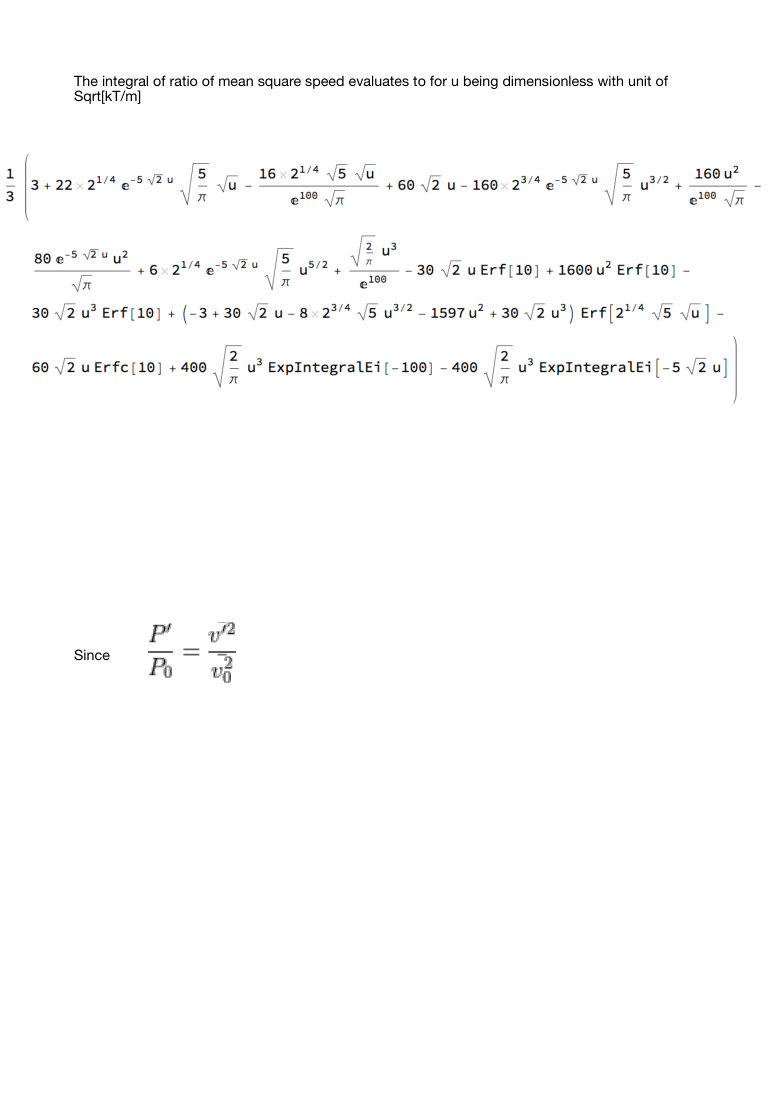 The integral of ratio of mean square speed evaluates to for u being dimensionless with unit of
Sqrt[kT/m]
1/3 (3 + 22 × 2^(1/4) e^(-5 √2 u) √(5/π) √u - (16 × 2^(1/4) √5 √u)/(e^100 √π) + 60 √2 u - 160 × 2^(3/4) e^(-5 √2 u) √(5/π) u^(3/2) + (160 u^2)/(e^100 √π) -
(80 e^(-5 √2 u) u^2)/√π + 6 × 2^(1/4) e^(-5 √2 u) √(5/π) u^(5/2) + (√(2/π) u^3)/e^100 - 30 √2 u Erf[10] + 1600 u^2 Erf[10] -
30 √2 u^3 Erf[10] + (-3 + 30 √2 u - 8 × 2^(3/4) √5 u^(3/2) - 1597 u^2 + 30 √2 u^3) Erf[2^(1/4) √5 √u] -
60 √2 u Erfc[10] + 400 √(2/π) u^3 ExpIntegralEi[-100] - 400 √(2/π) u^3 ExpIntegralEi[-5 √2 u])
Since P′/P₀ = v̄′²/v̄₀²